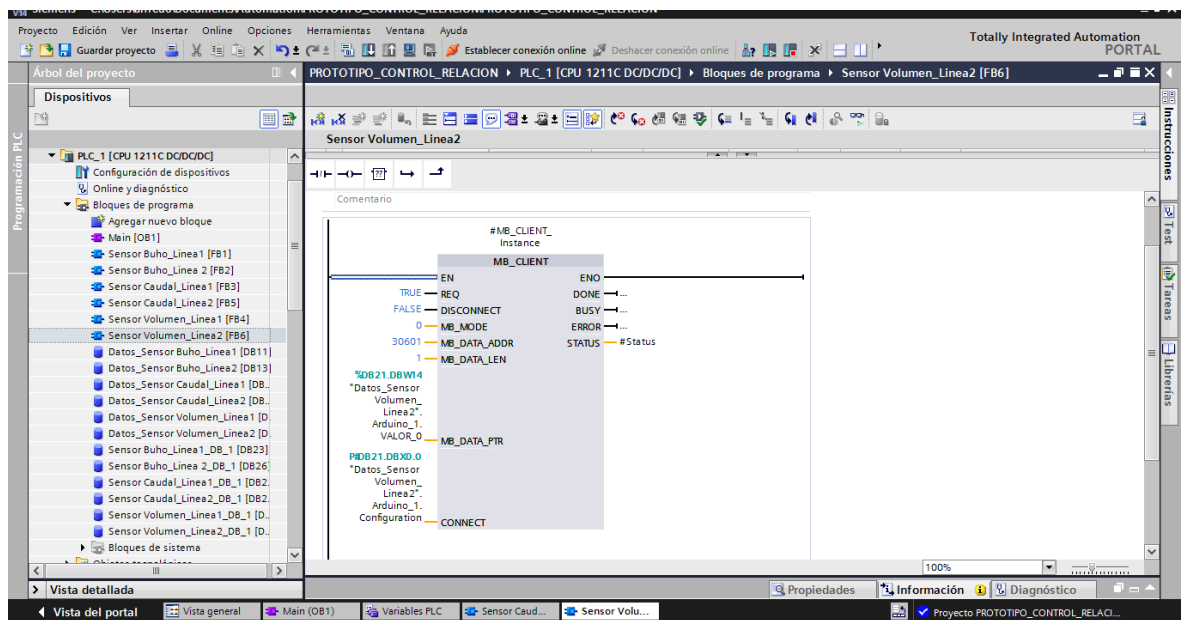 Proyecto Edición Ver Insertar Online Opciones Herramientas Ventana Ayuda
Totally Integrated Automation
PORTAL
Guardar proyecto
Establecer conexión online
Deshacer conexión online
Árbol del proyecto
PROTOTIPO_CONTROL_RELACION PLC_1 [CPU 1211C DC/DC/DC] Bloques de programa Sensor Volumen_Linea2 [FB6]
Dispositivos
Sensor Volumen_Linea2
Programación PLC
PLC_1 [CPU 1211C DC/DC/DC]
Configuración de dispositivos
Online y diagnóstico
Bloques de programa
Agregar nuevo bloque
Main [OB1]
Sensor Buho_Linea1 [FB1]
Sensor Buho_Linea 2 [FB2]
Sensor Caudal_Linea1 [FB3]
Sensor Caudal_Linea2 [FB5]
Sensor Volumen_Linea1 [FB4]
Sensor Volumen_Linea2 [FB6]
Datos_Sensor Buho_Linea1 [DB11]
Datos_Sensor Buho_Linea2 [DB13]
Datos_Sensor Caudal_Linea1 [DB..
Datos_Sensor Caudal_Linea2 [DB..
Datos_Sensor Volumen_Linea1 [D
Datos_Sensor Volumen_Linea2 [D
Sensor Buho_Linea1_DB_1 [DB23]
Sensor Buho_Linea 2_DB_1 [DB26]
Sensor Caudal_Linea1_DB_1 [DB2.
Sensor Caudal_Linea2_DB_1 [DB2.
Sensor Volumen_Linea1_DB_1 [D..
Sensor Volumen_Linea2_DB_1 [D..
Bloques de sistema
Comentario
#MB_CLIENT_
Instance
MB_CLIENT
EN ENO
TRUE REQ DONE ...
FALSE DISCONNECT BUSY ...
0 MB_MODE ERROR ...
30601 MB_DATA_ADDR STATUS #Status
1 MB_DATA_LEN
%DB21.DBW14
"Datos_Sensor
Volumen_
Linea2".
Arduino_1.
VALOR_0 MB_DATA_PTR
P#DB21.DBX0.0
"Datos_Sensor
Volumen_
Linea2".
Arduino_1.
Configuration CONNECT
100%
Instrucciones
Test
Tareas
Librerías
Vista detallada
Propiedades
Información
Diagnóstico
Vista del portal
Vista general
Main (OB1)
Variables PLC
Sensor Caud...
Sensor Volu...
Proyecto PROTOTIPO_CONTROL_RELACI...